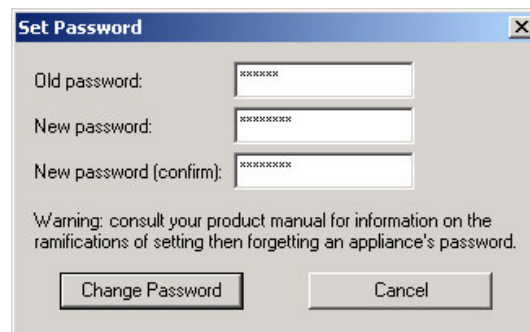 Set Password
Old password: ******
New password: ********
New password (confirm): ********
Warning: consult your product manual for information on the
ramifications of setting then forgetting an appliance's password.
Change Password Cancel